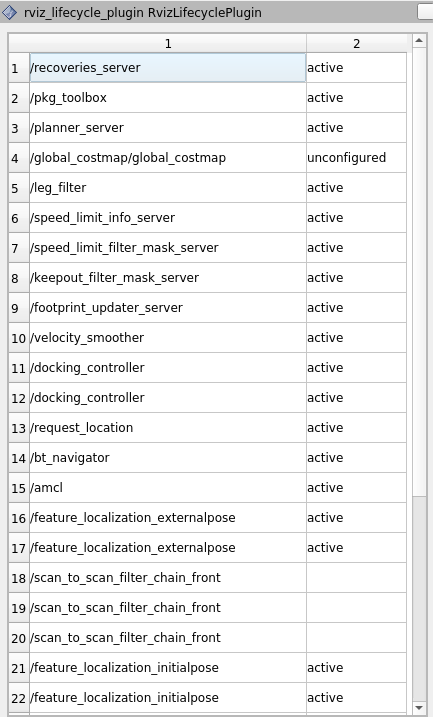 rviz_lifecycle_plugin RvizLifecyclePlugin
1 2
1 /recoveries_server active
2 /pkg_toolbox active
3 /planner_server active
4 /global_costmap/global_costmap unconfigured
5 /leg_filter active
6 /speed_limit_info_server active
7 /speed_limit_filter_mask_server active
8 /keepout_filter_mask_server active
9 /footprint_updater_server active
10 /velocity_smoother active
11 /docking_controller active
12 /docking_controller active
13 /request_location active
14 /bt_navigator active
15 /amcl active
16 /feature_localization_externalpose active
17 /feature_localization_externalpose active
18 /scan_to_scan_filter_chain_front
19 /scan_to_scan_filter_chain_front
20 /scan_to_scan_filter_chain_front
21 /feature_localization_initialpose active
22 /feature_localization_initialpose active